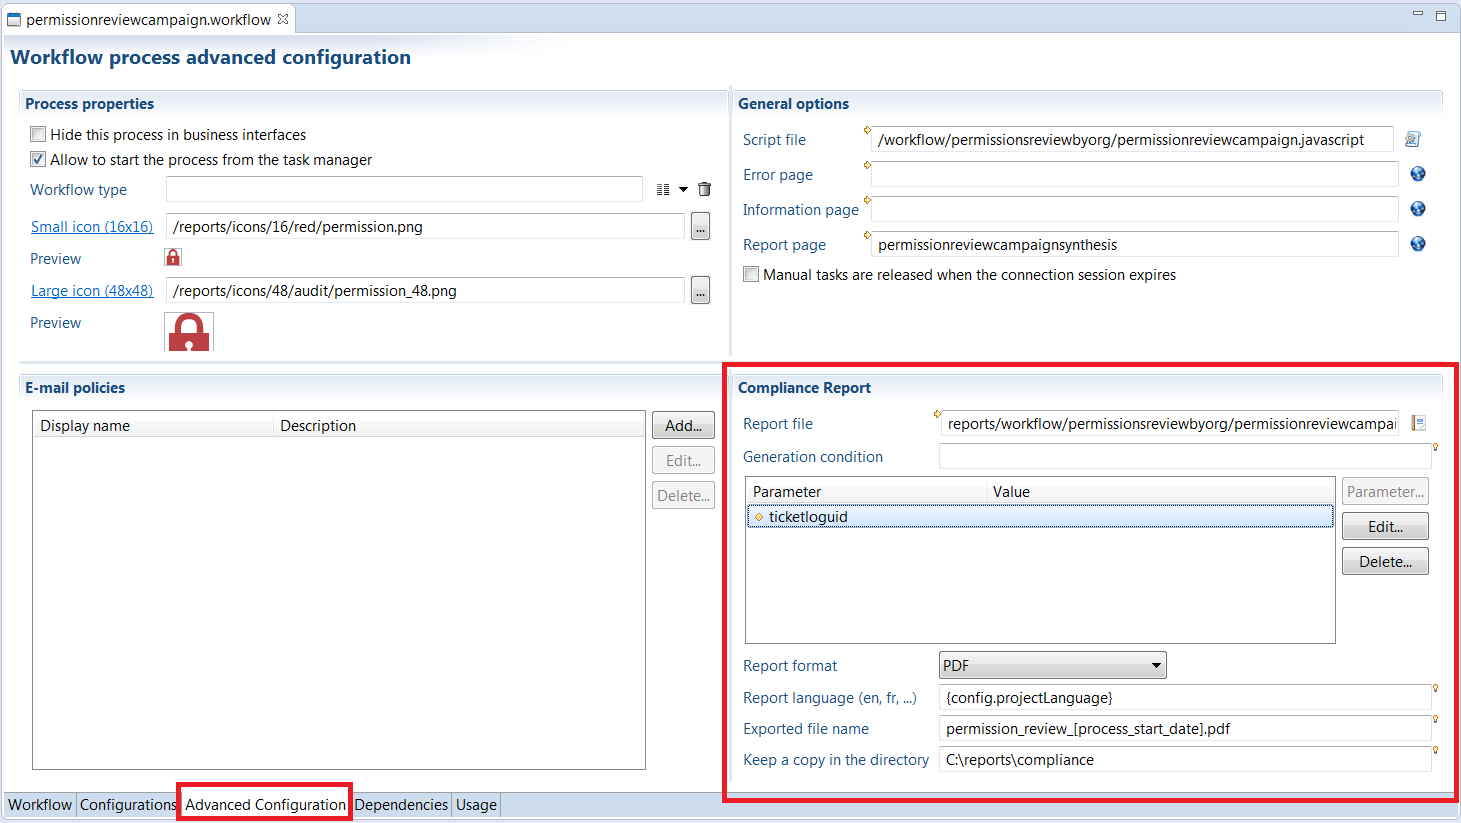 permissionreviewcampaign.workflow
Workflow process advanced configuration
Process properties
Hide this process in business interfaces
Allow to start the process from the task manager
Workflow type
Small icon (16x16) /reports/icons/16/red/permission.png ...
Preview
Large icon (48x48) /reports/icons/48/audit/permission_48.png ...
Preview
General options
Script file /workflow/permissionsreviewbyorg/permissionreviewcampaign.javascript
Error page
Information page
Report page permissionreviewcampaignsynthesis
Manual tasks are released when the connection session expires
E-mail policies
Display name Description
Add...
Edit...
Delete...
Compliance Report
Report file reports/workflow/permissionsreviewbyorg/permissionreviewcampai
Generation condition
Parameter Value Parameter...
ticketloguid
Edit...
Delete...
Report format PDF
Report language (en, fr, ...) {config.projectLanguage}
Exported file name permission_review_[process_start_date].pdf
Keep a copy in the directory C:\reports\compliance
Workflow Configurations Advanced Configuration Dependencies Usage